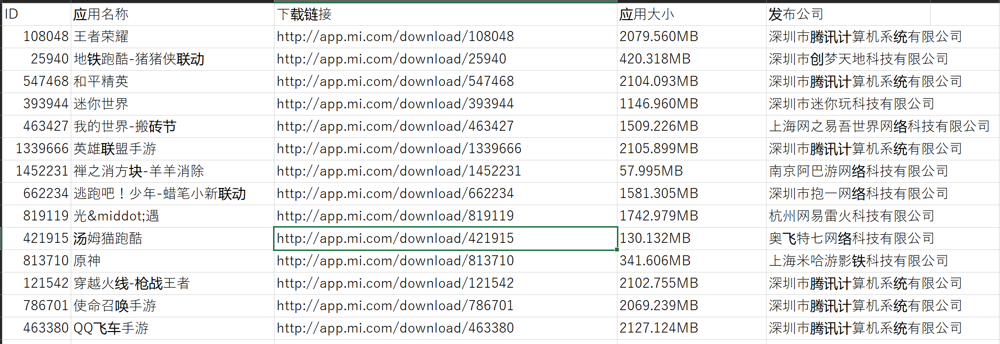 ID 应用名称 下载链接 应用大小 发布公司
108048 王者荣耀 http://app.mi.com/download/108048 2079.560MB 深圳市腾讯计算机系统有限公司
25940 地铁跑酷-猪猪侠联动 http://app.mi.com/download/25940 420.318MB 深圳市创梦天地科技有限公司
547468 和平精英 http://app.mi.com/download/547468 2104.093MB 深圳市腾讯计算机系统有限公司
393944 迷你世界 http://app.mi.com/download/393944 1146.960MB 深圳市迷你玩科技有限公司
463427 我的世界-搬砖节 http://app.mi.com/download/463427 1509.226MB 上海网之易吾世界网络科技有限公司
1339666 英雄联盟手游 http://app.mi.com/download/1339666 2105.899MB 深圳市腾讯计算机系统有限公司
1452231 禅之消方块-羊羊消除 http://app.mi.com/download/1452231 57.995MB 南京阿巴游网络科技有限公司
662234 逃跑吧！少年-蜡笔小新联动 http://app.mi.com/download/662234 1581.305MB 深圳市抱一网络科技有限公司
819119 光&middot;遇 http://app.mi.com/download/819119 1742.979MB 杭州网易雷火科技有限公司
421915 汤姆猫跑酷 http://app.mi.com/download/421915 130.132MB 奥飞特七网络科技有限公司
813710 原神 http://app.mi.com/download/813710 341.606MB 上海米哈游影铁科技有限公司
121542 穿越火线-枪战王者 http://app.mi.com/download/121542 2102.755MB 深圳市腾讯计算机系统有限公司
786701 使命召唤手游 http://app.mi.com/download/786701 2069.239MB 深圳市腾讯计算机系统有限公司
463380 QQ飞车手游 http://app.mi.com/download/463380 2127.124MB 深圳市腾讯计算机系统有限公司